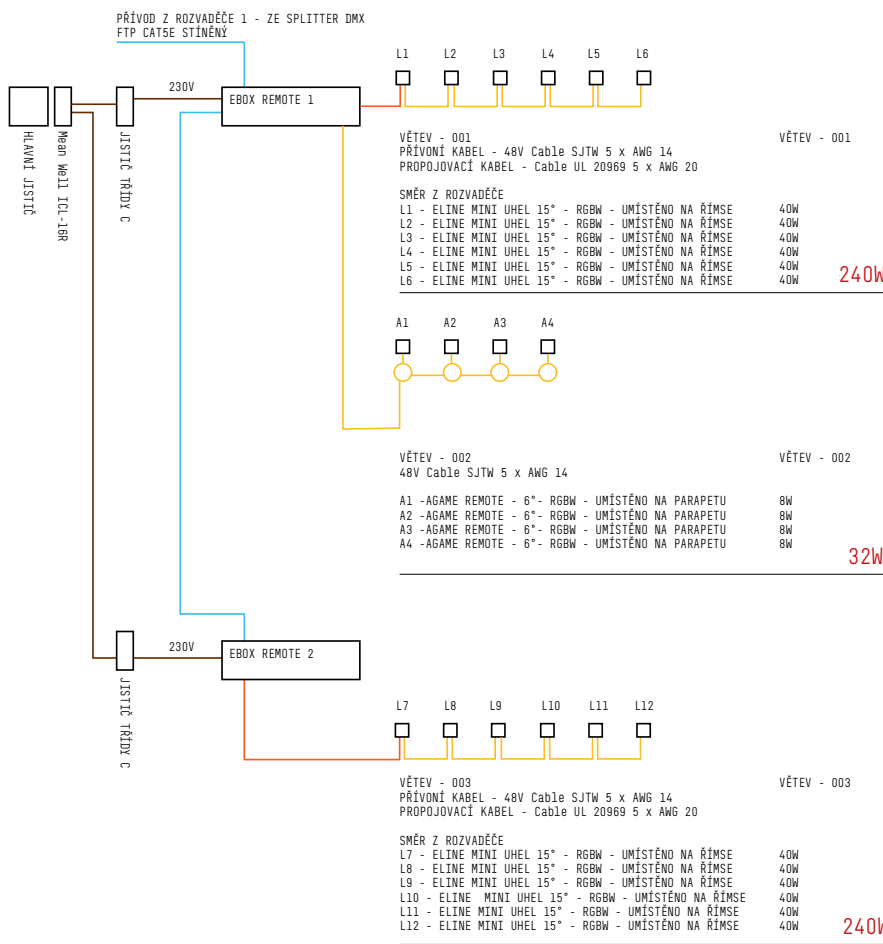 PŘÍVOD Z ROZVADĚČE 1 - ZE SPLITTER DMX
FTP CAT5E STÍNĚNÝ
HLAVNÍ JISTIČ
Mean Well ICL-16R
JISTIČ TŘÍDY C
230V
EBOX REMOTE 1
L1 L2 L3 L4 L5 L6
VĚTEV - 001 VĚTEV - 001
PŘÍVONÍ KABEL - 48V Cable SJTW 5 x AWG 14
PROPOJOVACÍ KABEL - Cable UL 20969 5 x AWG 20
SMĚR Z ROZVADĚČE
L1 - ELINE MINI UHEL 15° - RGBW - UMÍSTĚNO NA ŘÍMSE 40W
L2 - ELINE MINI UHEL 15° - RGBW - UMÍSTĚNO NA ŘÍMSE 40W
L3 - ELINE MINI UHEL 15° - RGBW - UMÍSTĚNO NA ŘÍMSE 40W
L4 - ELINE MINI UHEL 15° - RGBW - UMÍSTĚNO NA ŘÍMSE 40W
L5 - ELINE MINI UHEL 15° - RGBW - UMÍSTĚNO NA ŘÍMSE 40W
L6 - ELINE MINI UHEL 15° - RGBW - UMÍSTĚNO NA ŘÍMSE 40W
240W
A1 A2 A3 A4
VĚTEV - 002 VĚTEV - 002
48V Cable SJTW 5 x AWG 14
A1 -AGAME REMOTE - 6°- RGBW - UMÍSTĚNO NA PARAPETU 8W
A2 -AGAME REMOTE - 6°- RGBW - UMÍSTĚNO NA PARAPETU 8W
A3 -AGAME REMOTE - 6°- RGBW - UMÍSTĚNO NA PARAPETU 8W
A4 -AGAME REMOTE - 6°- RGBW - UMÍSTĚNO NA PARAPETU 8W
32W
JISTIČ TŘÍDY C
230V
EBOX REMOTE 2
L7 L8 L9 L10 L11 L12
VĚTEV - 003 VĚTEV - 003
PŘÍVONÍ KABEL - 48V Cable SJTW 5 x AWG 14
PROPOJOVACÍ KABEL - Cable UL 20969 5 x AWG 20
SMĚR Z ROZVADĚČE
L7 - ELINE MINI UHEL 15° - RGBW - UMÍSTĚNO NA ŘÍMSE 40W
L8 - ELINE MINI UHEL 15° - RGBW - UMÍSTĚNO NA ŘÍMSE 40W
L9 - ELINE MINI UHEL 15° - RGBW - UMÍSTĚNO NA ŘÍMSE 40W
L10 - ELINE MINI UHEL 15° - RGBW - UMÍSTĚNO NA ŘÍMSE 40W
L11 - ELINE MINI UHEL 15° - RGBW - UMÍSTĚNO NA ŘÍMSE 40W
L12 - ELINE MINI UHEL 15° - RGBW - UMÍSTĚNO NA ŘÍMSE 40W
240W